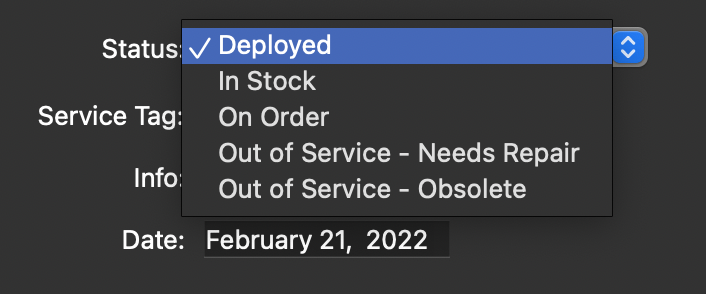 Status: ✓ Deployed
In Stock
Service Tag: On Order
Out of Service - Needs Repair
Info: Out of Service - Obsolete
Date: February 21, 2022